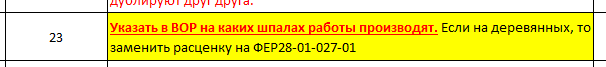 дублируют друг друга.
23
Указать в ВОР на каких шпалах работы производят. Если на деревянных, то
заменить расценку на ФЕР28-01-027-01